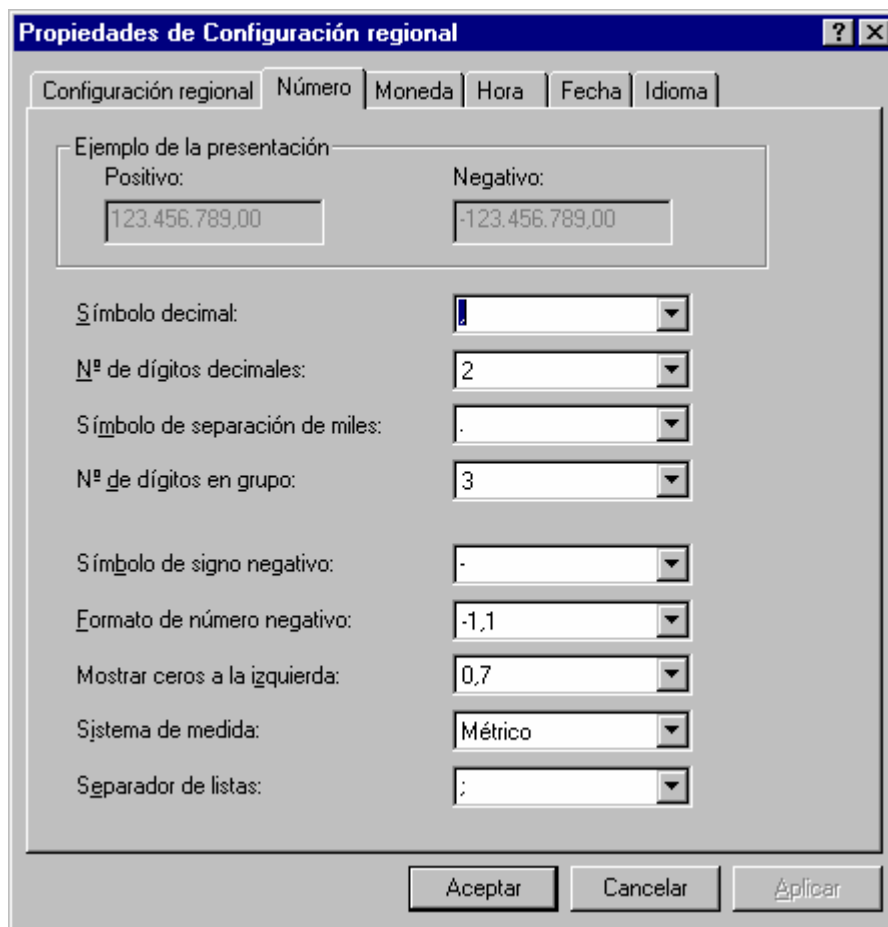 Propiedades de Configuración regional
Configuración regional Número Moneda Hora Fecha Idioma
Ejemplo de la presentación
Positivo: Negativo:
123.456.789,00 -123.456.789,00
Símbolo decimal: ,
Nº de dígitos decimales: 2
Símbolo de separación de miles: .
Nº de dígitos en grupo: 3
Símbolo de signo negativo: -
Formato de número negativo: -1,1
Mostrar ceros a la izquierda: 0,7
Sistema de medida: Métrico
Separador de listas: ;
Aceptar Cancelar Aplicar